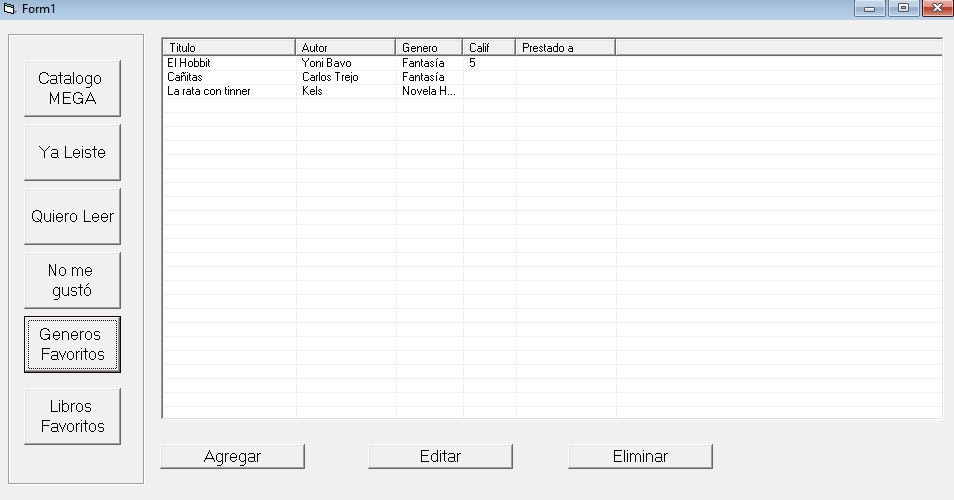 Form1
Catalogo
MEGA
Ya Leiste
Quiero Leer
No me
gustó
Generos
Favoritos
Libros
Favoritos
Titulo Autor Genero Calif Prestado a
El Hobbit Yoni Bavo Fantasía 5
Cañitas Carlos Trejo Fantasía
La rata con tinner Kels Novela H...
Agregar Editar Eliminar